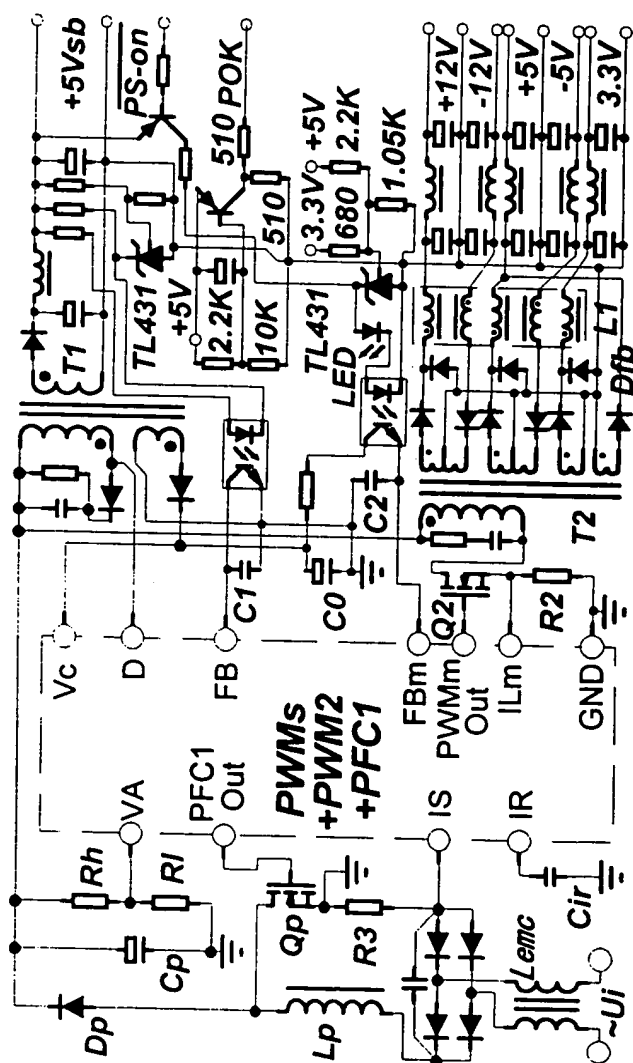 +5Vsb
PS-on
POK
510
510
T1
TL431
+5V
2.2K
10K
3.3V
+5V
680
2.2K
1.05K
TL431
LED
+12V
-12V
+5V
-5V
3.3V
L1
Dfb
T2
C1
C0
C2
Q2
R2
Vc
D
FB
FBm
PWMm
Out
ILm
GND
PWMs
+PWM2
+PFC1
VA
PFC1
Out
IS
IR
Rh
Rl
Cp
Dp
Qp
R3
Lp
Cir
Lemc
~Ui